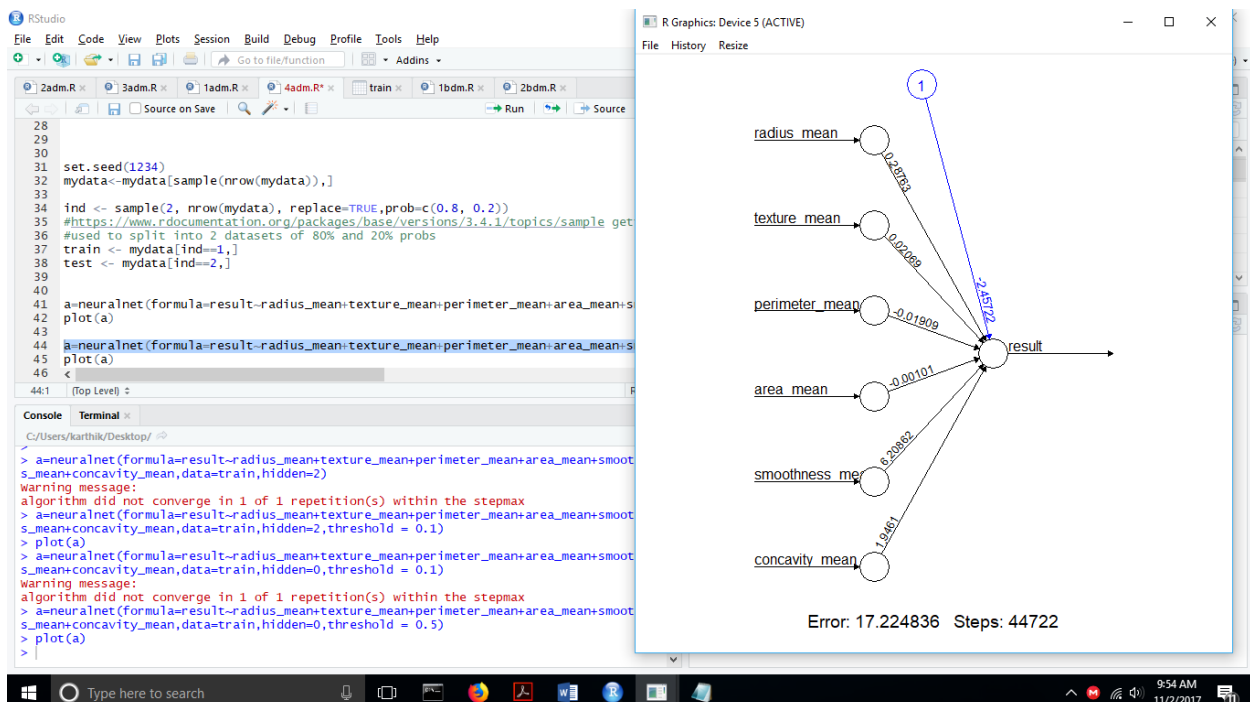 RStudio
File Edit Code View Plots Session Build Debug Profile Tools Help
Go to file/function Addins
2adm.R 3adm.R 1adm.R 4adm.R* train 1bdm.R 2bdm.R
Source on Save Run Source
28
29
30
31 set.seed(1234)
32 mydata<-mydata[sample(nrow(mydata)),]
33
34 ind <- sample(2, nrow(mydata), replace=TRUE,prob=c(0.8, 0.2))
35 #https://www.rdocumentation.org/packages/base/versions/3.4.1/topics/sample get
36 #used to split into 2 datasets of 80% and 20% probs
37 train <- mydata[ind==1,]
38 test <- mydata[ind==2,]
39
40
41 a=neuralnet(formula=result~radius_mean+texture_mean+perimeter_mean+area_mean+s
42 plot(a)
43
44 a=neuralnet(formula=result~radius_mean+texture_mean+perimeter_mean+area_mean+s
45 plot(a)
46
44:1 (Top Level)
Console Terminal
C:/Users/karthik/Desktop/
> a=neuralnet(formula=result~radius_mean+texture_mean+perimeter_mean+area_mean+smoot
s_mean+concavity_mean,data=train,hidden=2)
Warning message:
algorithm did not converge in 1 of 1 repetition(s) within the stepmax
> a=neuralnet(formula=result~radius_mean+texture_mean+perimeter_mean+area_mean+smoot
s_mean+concavity_mean,data=train,hidden=2,threshold = 0.1)
> plot(a)
> a=neuralnet(formula=result~radius_mean+texture_mean+perimeter_mean+area_mean+smoot
s_mean+concavity_mean,data=train,hidden=0,threshold = 0.1)
Warning message:
algorithm did not converge in 1 of 1 repetition(s) within the stepmax
> a=neuralnet(formula=result~radius_mean+texture_mean+perimeter_mean+area_mean+smoot
s_mean+concavity_mean,data=train,hidden=0,threshold = 0.5)
> plot(a)
>
R Graphics: Device 5 (ACTIVE)
File History Resize
1
radius_mean
0.28763
texture_mean
0.02069
-2.45722
perimeter_mean
-0.01909
result
area_mean
-0.00101
smoothness_me
6.20862
concavity_mean
1.9461
Error: 17.224836 Steps: 44722
Type here to search
9:54 AM
11/2/2017